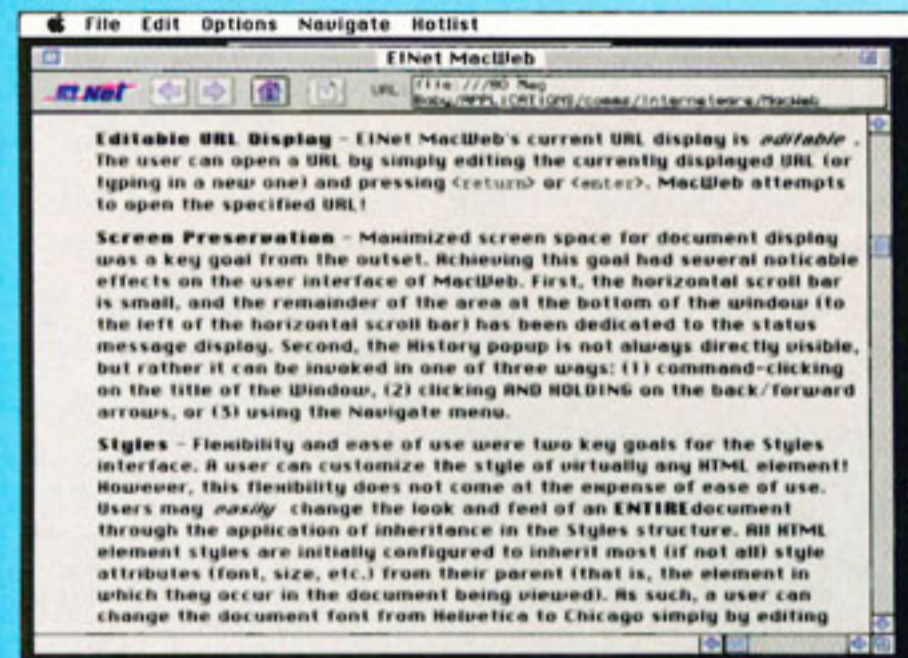 File Edit Options Navigate Hotlist
EINet MacWeb
EINet
URL: file:///80 Meg
Baby/APPLICATIONS/comms/Internetware/MacWeb
Editable URL Display - EINet MacWeb's current URL display is editable .
The user can open a URL by simply editing the currently displayed URL (or
typing in a new one) and pressing <return> or <enter>. MacWeb attempts
to open the specified URL!
Screen Preservation - Maximized screen space for document display
was a key goal from the outset. Achieving this goal had several noticable
effects on the user interface of MacWeb. First, the horizontal scroll bar
is small, and the remainder of the area at the bottom of the window (to
the left of the horizontal scroll bar) has been dedicated to the status
message display. Second, the History popup is not always directly visible,
but rather it can be invoked in one of three ways: (1) command-clicking
on the title of the Window, (2) clicking AND HOLDING on the back/forward
arrows, or (3) using the Navigate menu.
Styles - Flexibility and ease of use were two key goals for the Styles
interface. A user can customize the style of virtually any HTML element!
However, this flexibility does not come at the expense of ease of use.
Users may easily change the look and feel of an ENTIREdocument
through the application of inheritance in the Styles structure. All HTML
element styles are initially configured to inherit most (if not all) style
attributes (font, size, etc.) from their parent (that is, the element in
which they occur in the document being viewed). As such, a user can
change the document font from Helvetica to Chicago simply by editing